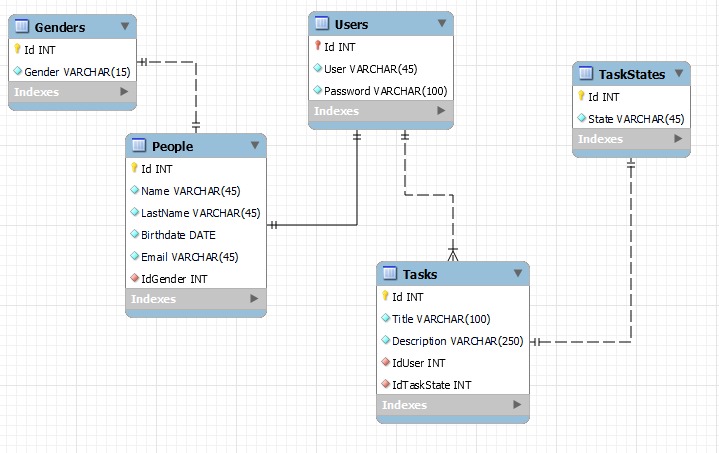 Genders
Id INT
Gender VARCHAR(15)
Indexes
Users
Id INT
User VARCHAR(45)
Password VARCHAR(100)
Indexes
TaskStates
Id INT
State VARCHAR(45)
Indexes
People
Id INT
Name VARCHAR(45)
LastName VARCHAR(45)
Birthdate DATE
Email VARCHAR(45)
IdGender INT
Indexes
Tasks
Id INT
Title VARCHAR(100)
Description VARCHAR(250)
IdUser INT
IdTaskState INT
Indexes